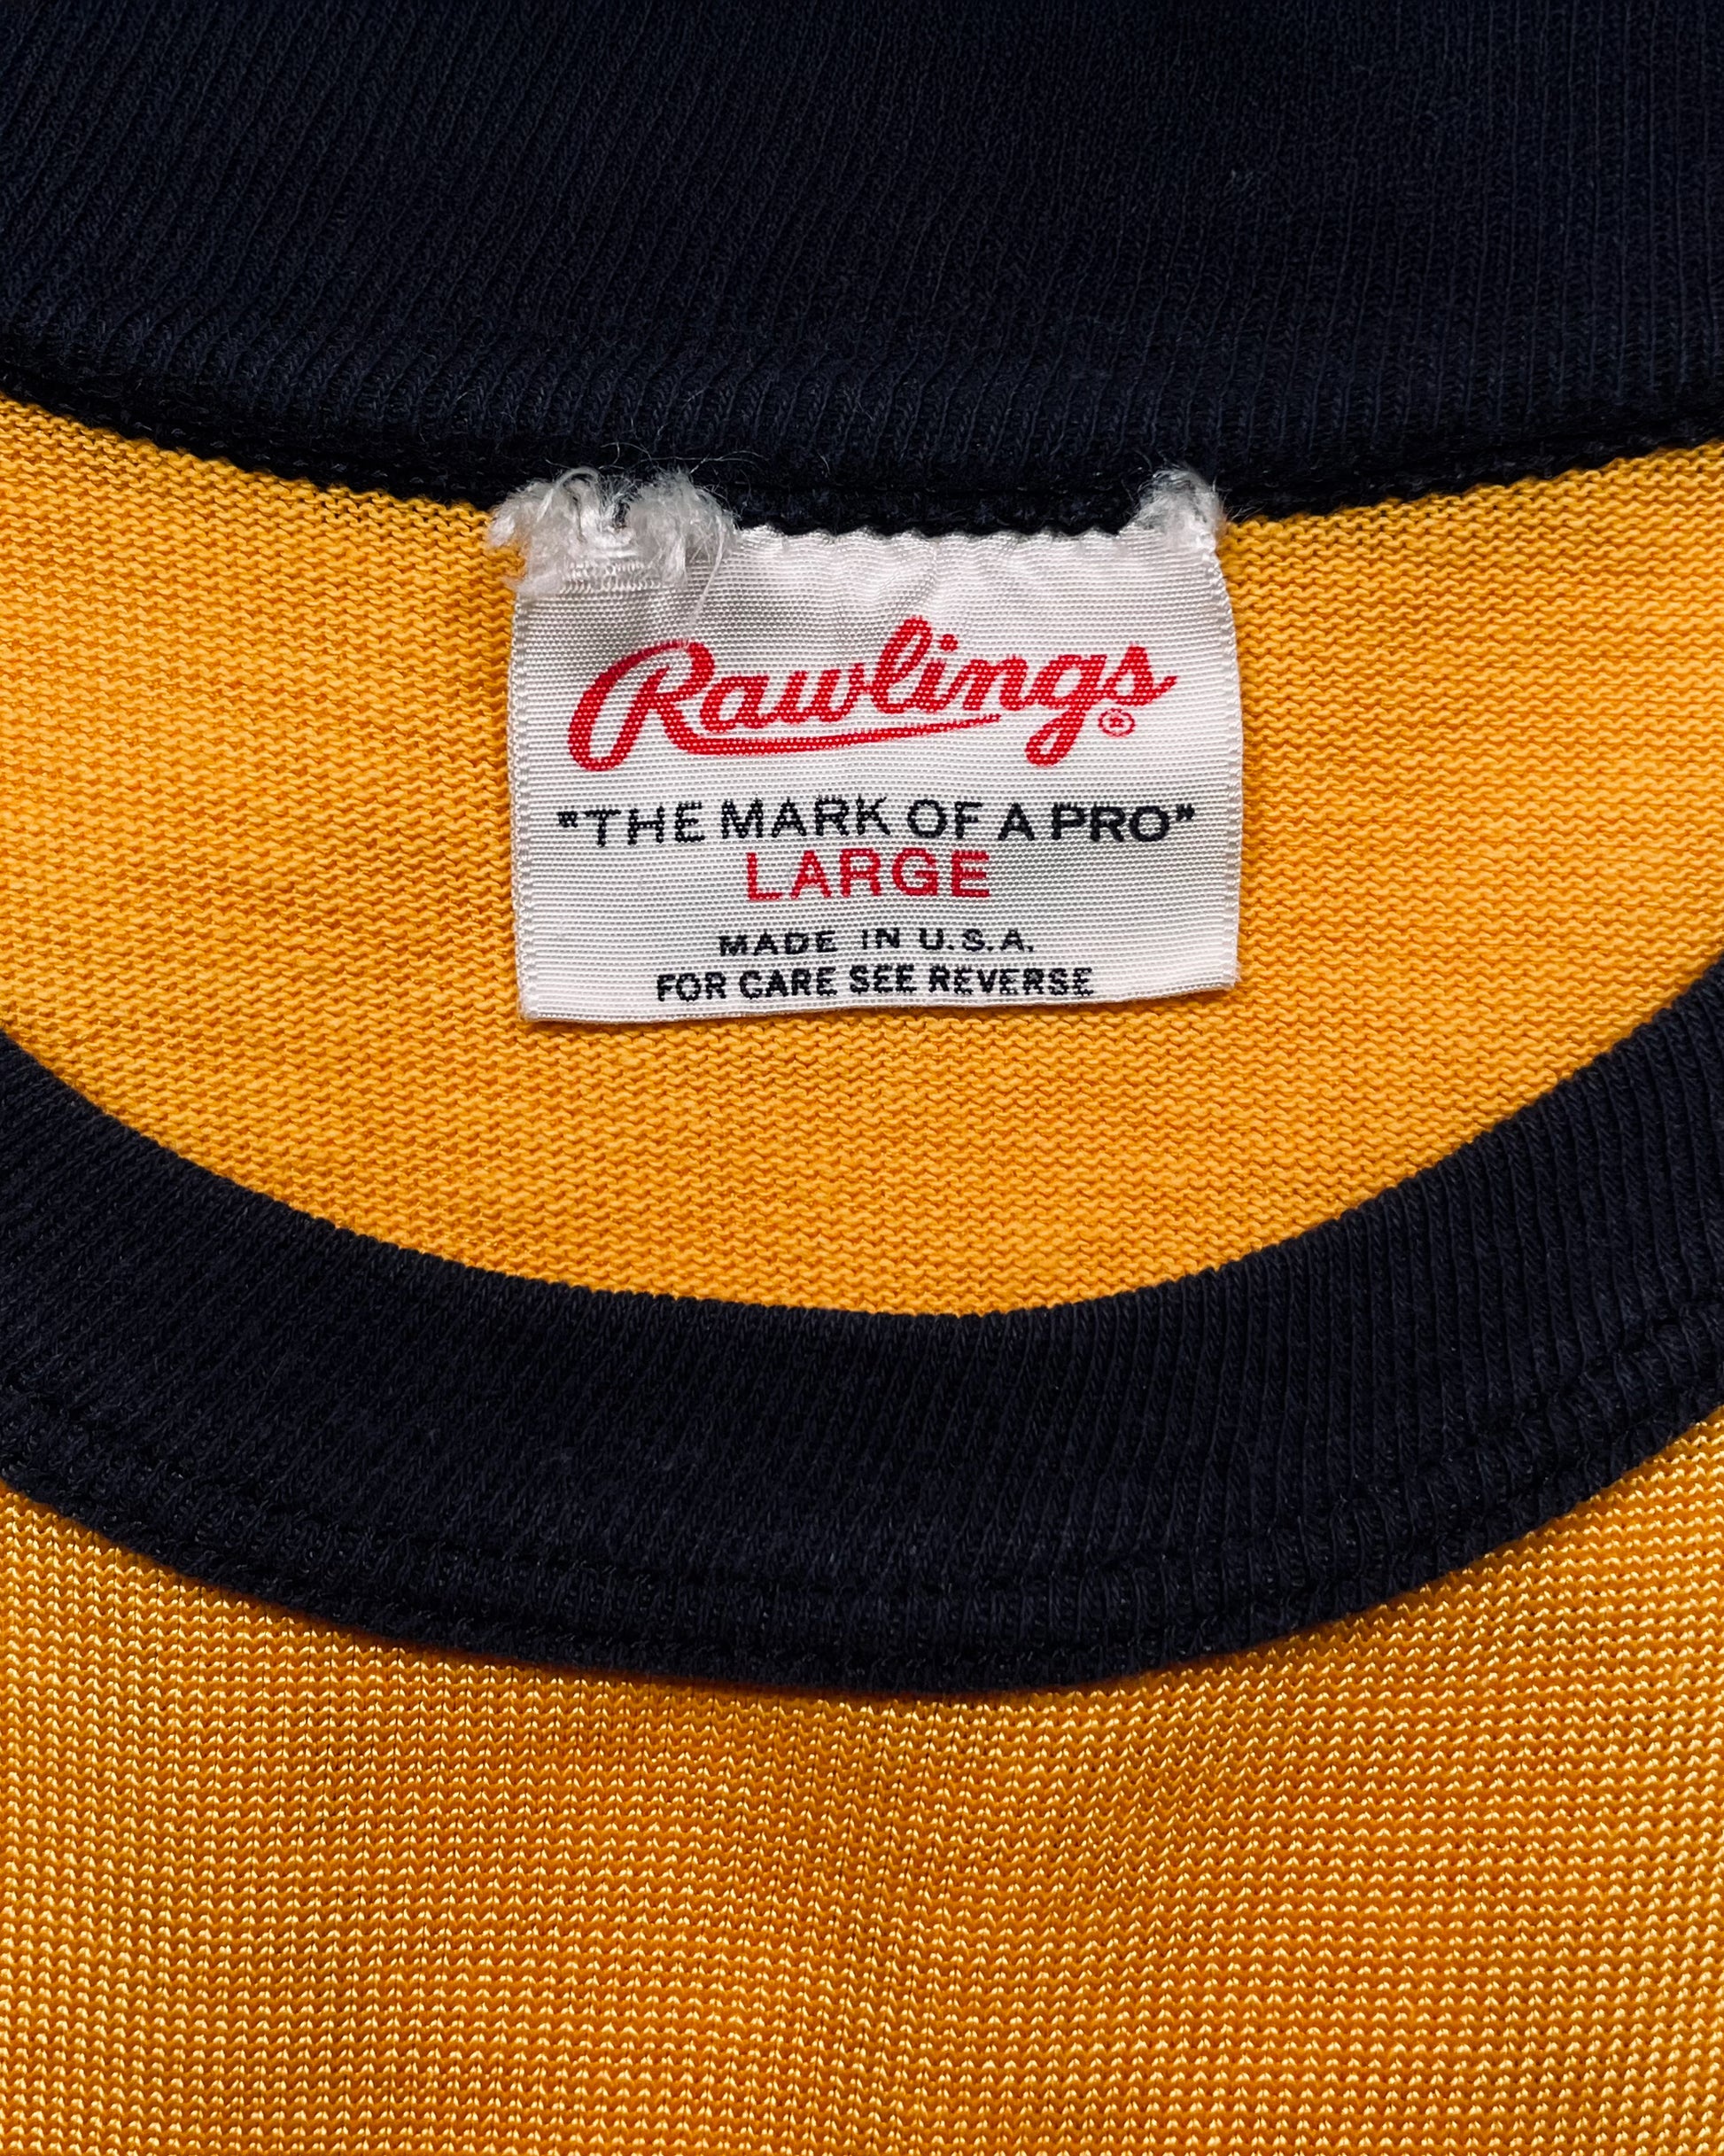 Rawlings®
"THE MARK OF A PRO"
LARGE
MADE IN U.S.A.
FOR CARE SEE REVERSE